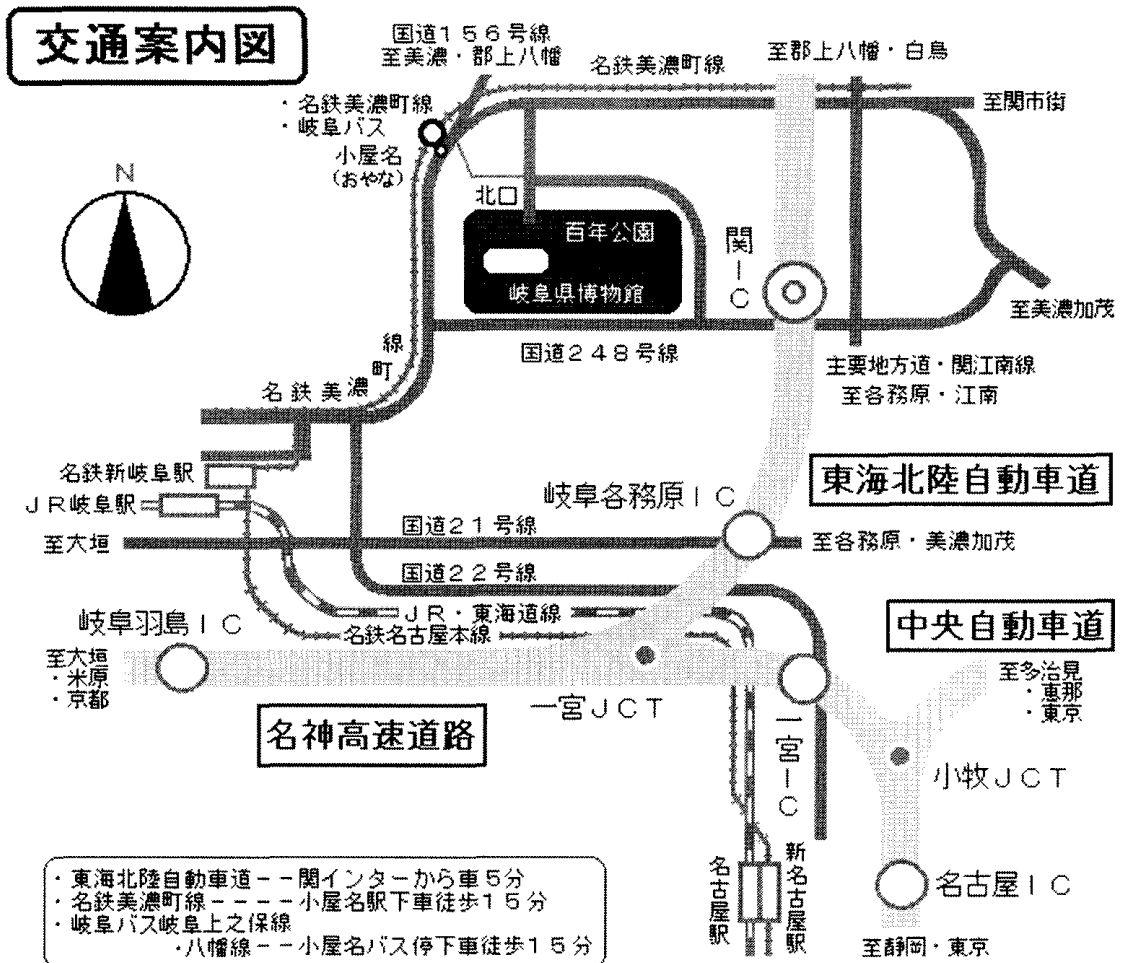 交通案内図
国道156号線
至美濃・郡上八幡
名鉄美濃町線
至郡上八幡・白鳥
・名鉄美濃町線
・岐阜バス
至関市街
小屋名
(おやな)
N
北口
百年公園
岐阜県博物館
関IC
至美濃加茂
国道248号線
主要地方道・関江南線
至各務原・江南
名鉄美濃町線
名鉄新岐阜駅
JR岐阜駅
岐阜各務原IC
東海北陸自動車道
至大垣
国道21号線
至各務原・美濃加茂
国道22号線
JR・東海道線
名鉄名古屋本線
岐阜羽島IC
中央自動車道
至大垣
・米原
・京都
至多治見
・恵那
・東京
一宮JCT
名神高速道路
一宮IC
小牧JCT
名古屋駅
新名古屋駅
名古屋IC
至静岡・東京
・東海北陸自動車道--関インターから車5分
・名鉄美濃町線----小屋名駅下車徒歩15分
・岐阜バス岐阜上之保線
・八幡線--小屋名バス停下車徒歩15分